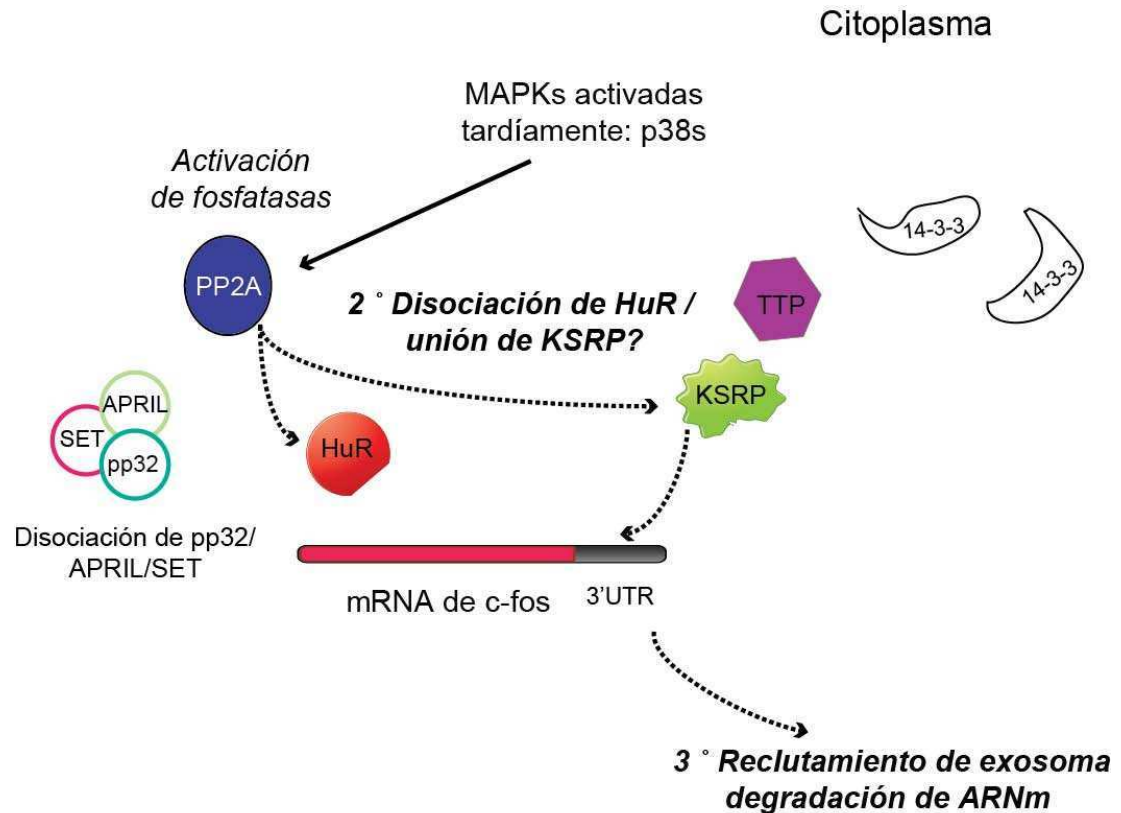 Citoplasma
MAPKs activadas
tardíamente: p38s
Activación
de fosfatasas
PP2A
14-3-3
14-3-3
TTP
2 ° Disociación de HuR /
unión de KSRP?
KSRP
APRIL
SET
pp32
HuR
Disociación de pp32/
APRIL/SET
mRNA de c-fos
3'UTR
3 ° Reclutamiento de exosoma
degradación de ARNm